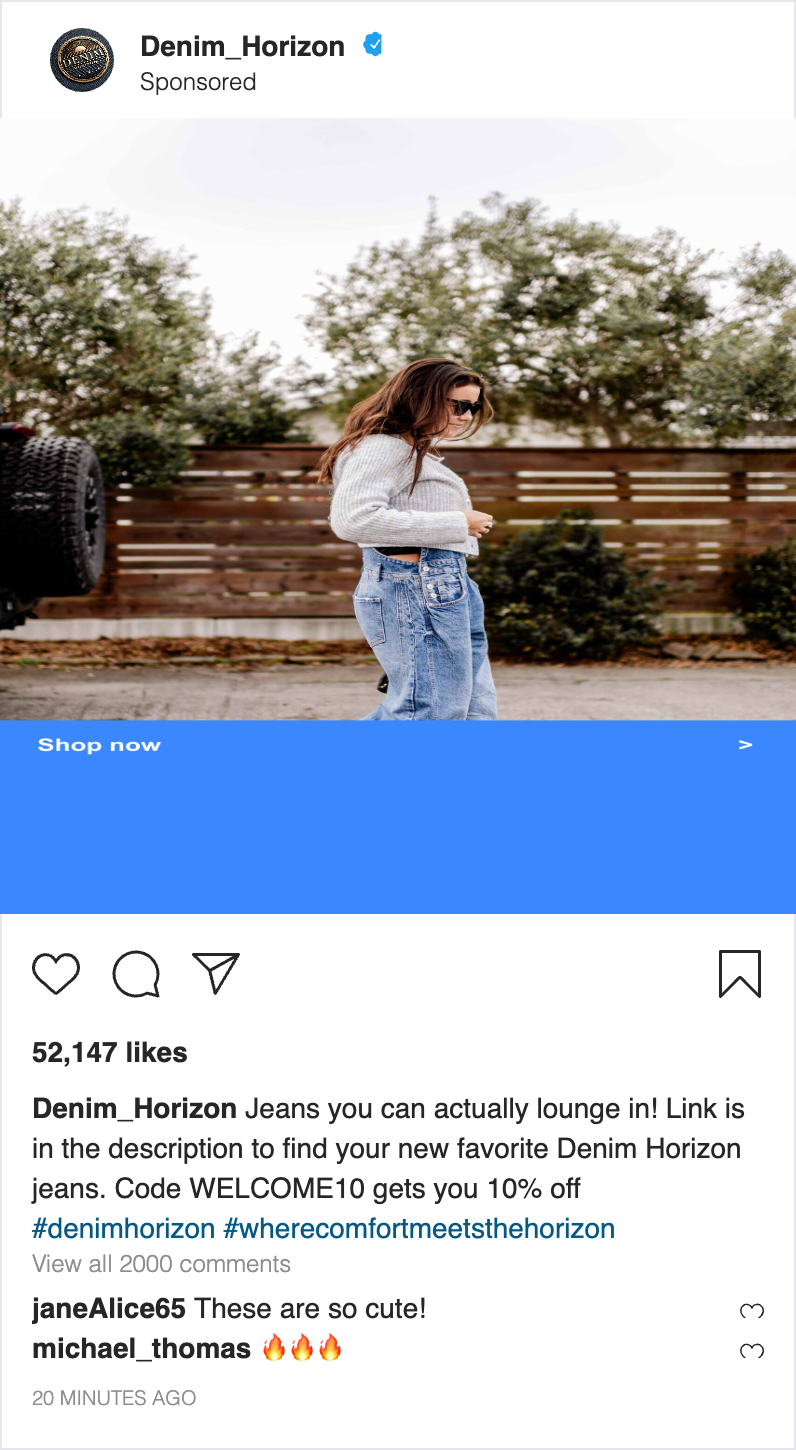 DENIM
Denim_Horizon
Sponsored
Shop now >
52,147 likes
Denim_Horizon Jeans you can actually lounge in! Link is
in the description to find your new favorite Denim Horizon
jeans. Code WELCOME10 gets you 10% off
#denimhorizon #wherecomfortmeetsthehorizon
View all 2000 comments
janeAlice65 These are so cute!
michael_thomas 🔥🔥🔥
20 MINUTES AGO